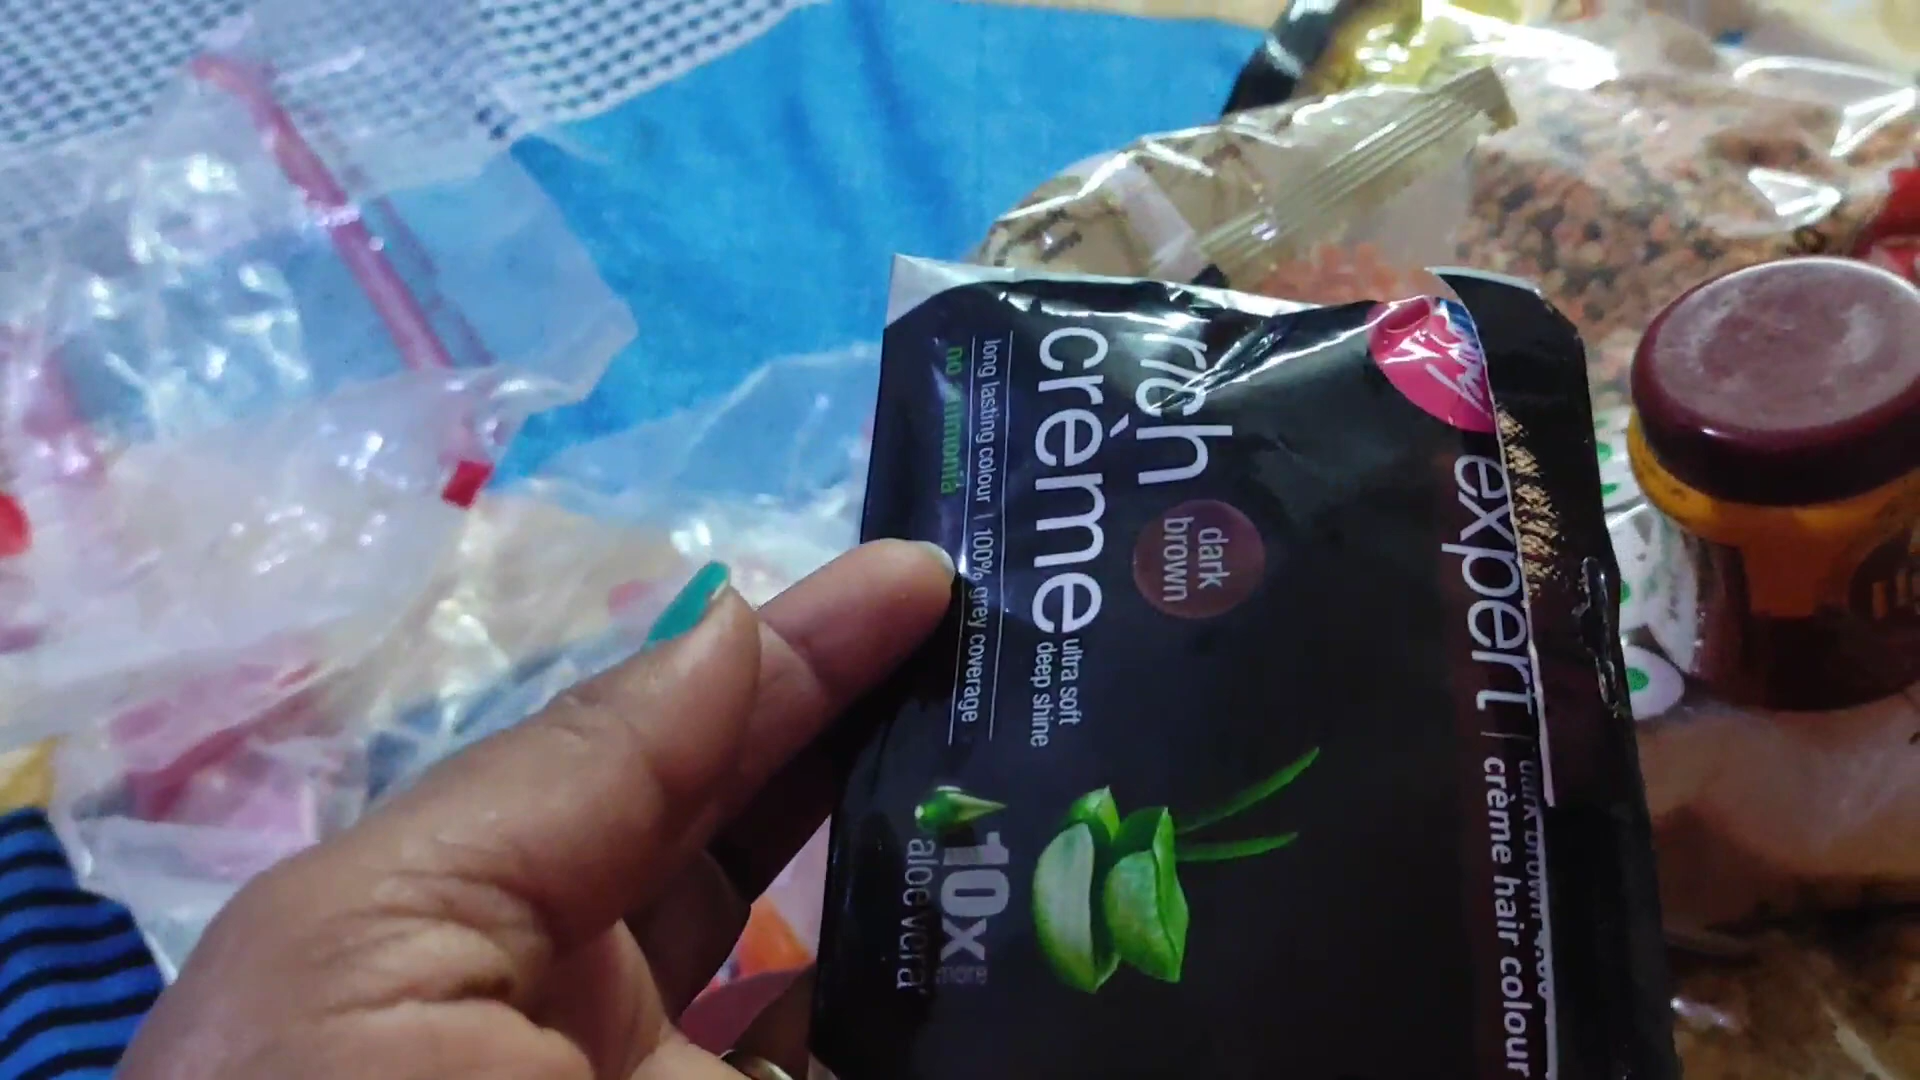 expert | crème hair colour
rich
crème
dark
brown
ultra soft
deep shine
long lasting colour | 100% grey coverage
no ammonia
10x
more
aloe vera